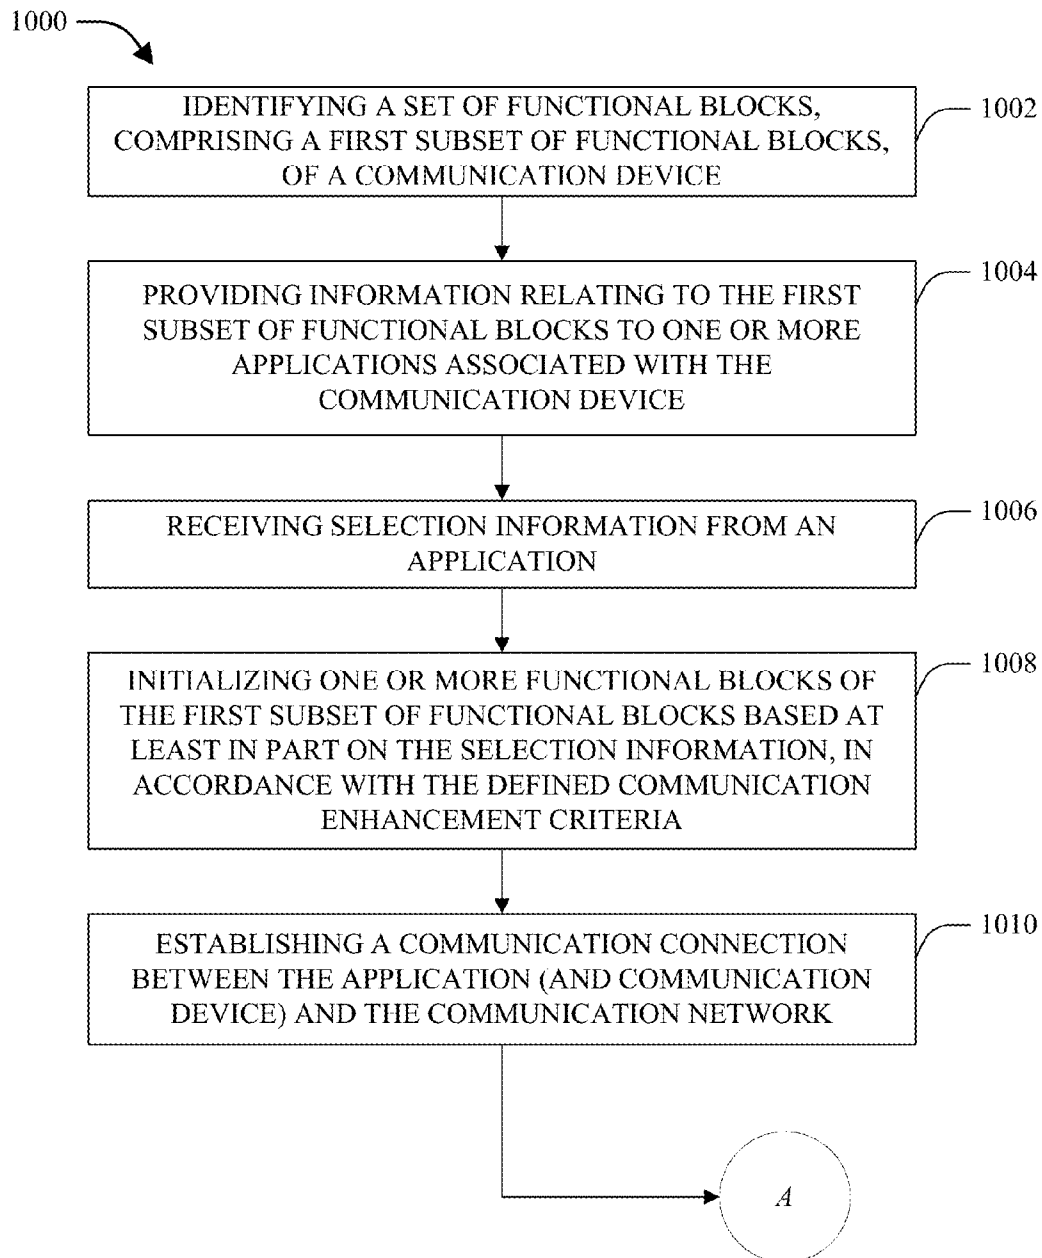 1000
IDENTIFYING A SET OF FUNCTIONAL BLOCKS,
COMPRISING A FIRST SUBSET OF FUNCTIONAL BLOCKS,
OF A COMMUNICATION DEVICE
1002
PROVIDING INFORMATION RELATING TO THE FIRST
SUBSET OF FUNCTIONAL BLOCKS TO ONE OR MORE
APPLICATIONS ASSOCIATED WITH THE
COMMUNICATION DEVICE
1004
RECEIVING SELECTION INFORMATION FROM AN
APPLICATION
1006
INITIALIZING ONE OR MORE FUNCTIONAL BLOCKS OF
THE FIRST SUBSET OF FUNCTIONAL BLOCKS BASED AT
LEAST IN PART ON THE SELECTION INFORMATION, IN
ACCORDANCE WITH THE DEFINED COMMUNICATION
ENHANCEMENT CRITERIA
1008
ESTABLISHING A COMMUNICATION CONNECTION
BETWEEN THE APPLICATION (AND COMMUNICATION
DEVICE) AND THE COMMUNICATION NETWORK
1010
A